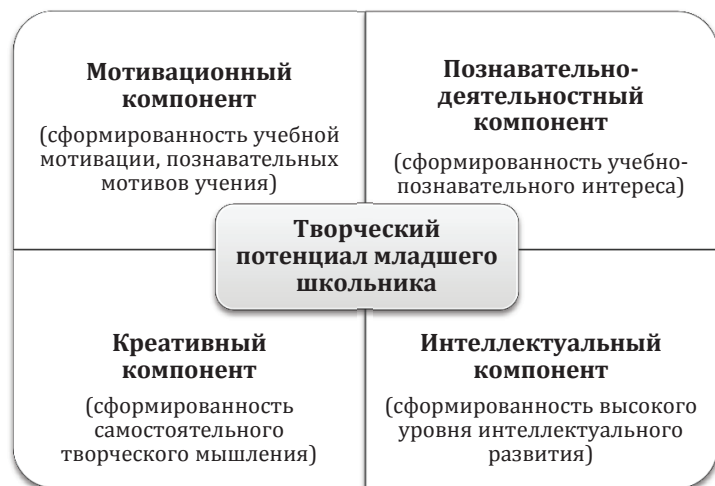 Мотивационный
компонент
(сформированность учебной
мотивации, познавательных
мотивов учения)
Познавательно-
деятельностный
компонент
(сформированность учебно-
познавательного интереса)
Творческий
потенциал младшего
школьника
Креативный
компонент
(сформированность
самостоятельного
творческого мышления)
Интеллектуальный
компонент
(сформированность высокого
уровня интеллектуального
развития)